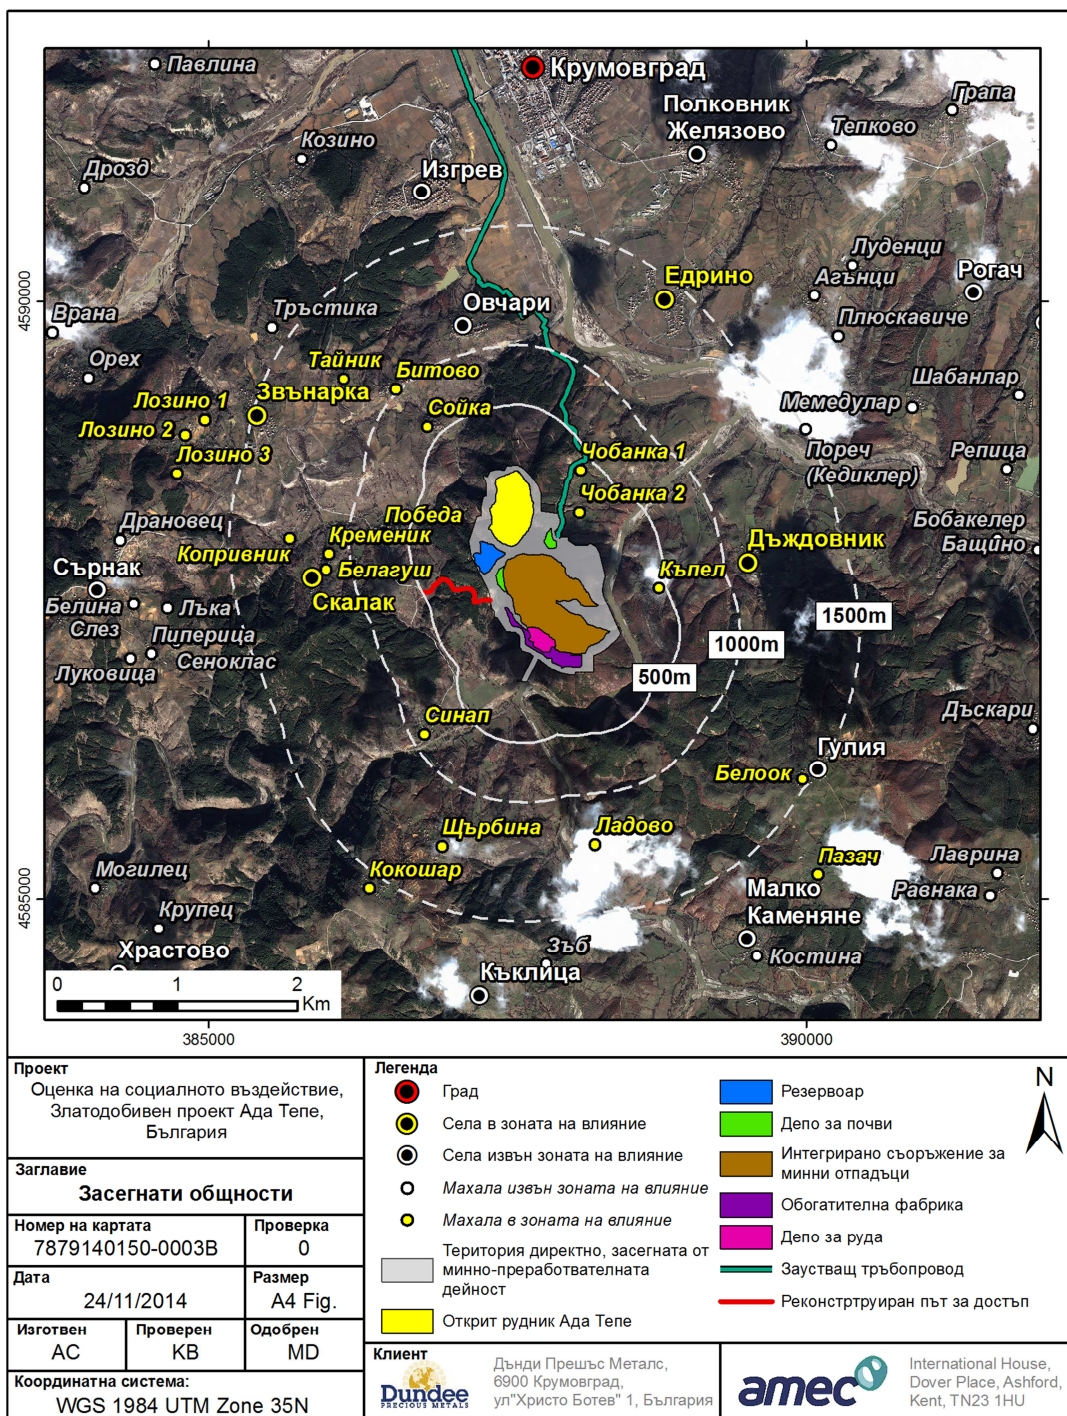 Павлина
Крумовград
Грапа
Полковник
Желязово
Тепково
Козино
Дрозд
Изгрев
Луденци
Едрино
Агънци
Рогач
4590000
Врана
Тръстика
Овчари
Плюскавиче
Орех
Тайник
Битово
Шабанлар
Звънарка
Лозино 1
Сойка
Мемедулар
Лозино 2
Лозино 3
Чобанка 1
Пореч
(Кедиклер)
Репица
Чобанка 2
Драновец
Победа
Бобакелер
Копривник
Кременик
Дъждовник
Бащино
Сърнак
Белагуш
Къпел
Белина
Лъка
Скалак
1500m
Слез
Пиперица
1000m
Луковица
Сеноклас
500m
Синап
Дъскари
Гулия
Белоок
Щърбина
Ладово
Пазач
Лаврина
Могилец
Кокошар
Малко
Каменяне
Равнака
4585000
Крупец
Храстово
Зъб
Костина
Къклица
0 1 2
Km
385000 390000
Проект
Оценка на социалното въздействие,
Златодобивен проект Ада Тепе,
България
Заглавие
Засегнати общности
Номер на картата Проверка
7879140150-0003B 0
Дата Размер
24/11/2014 A4 Fig.
Изготвен Проверен Одобрен
AC KB MD
Координатна система:
WGS 1984 UTM Zone 35N
Легенда
Град
Села в зоната на влияние
Села извън зоната на влияние
Махала извън зоната на влияние
Махала в зоната на влияние
Територия директно, засегната от
минно-преработвателната
дейност
Открит рудник Ада Тепе
Резервоар
Депо за почви
Интегрирано съоръжение за
минни отпадъци
Обогатителна фабрика
Депо за руда
Заустващ тръбопровод
Реконстртруиран път за достъп
N
Клиент
Dundee
PRECIOUS METALS
Дънди Прешъс Металс,
6900 Крумовград,
ул"Христо Ботев" 1, България
amec
International House,
Dover Place, Ashford,
Kent, TN23 1HU